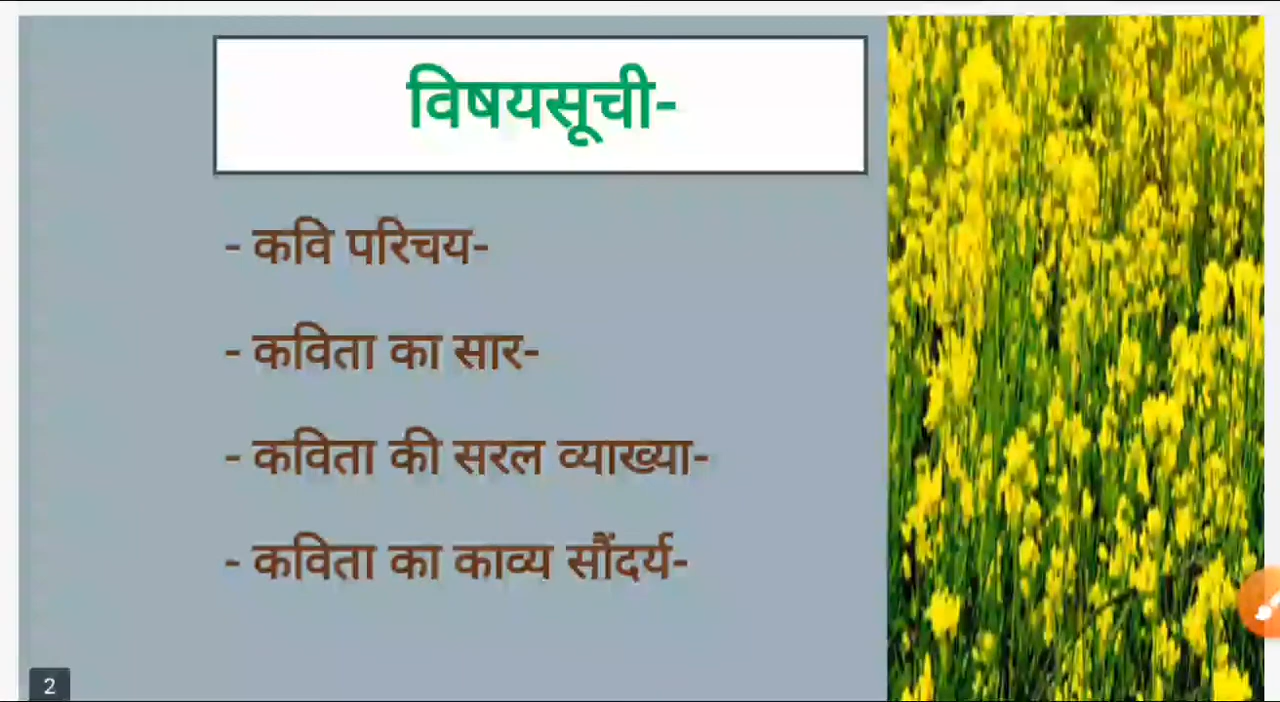 विषयसूची-
- कवि परिचय-
- कविता का सार-
- कविता की सरल व्याख्या-
- कविता का काव्य सौंदर्य-
2